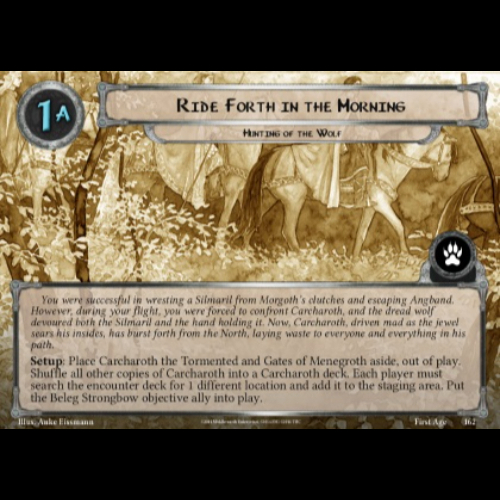 1A
RIDE FORTH IN THE MORNING
HUNTING OF THE WOLF
You were successful in wresting a Silmaril from Morgoth's clutches and escaping Angband.
However, during your flight, you were forced to confront Carcharoth, and the dread wolf
devoured both the Silmaril and the hand holding it. Now, Carcharoth, driven mad as the jewel
sears his insides, has burst forth from the North, laying waste to everyone and everything in his
path.
Setup: Place Carcharoth the Tormented and Gates of Menegroth aside, out of play.
Shuffle all other copies of Carcharoth into a Carcharoth deck. Each player must
search the encounter deck for 1 different location and add it to the staging area. Put
the Beleg Strongbow objective ally into play.
Illus. Anke Eissmann
First Age
162